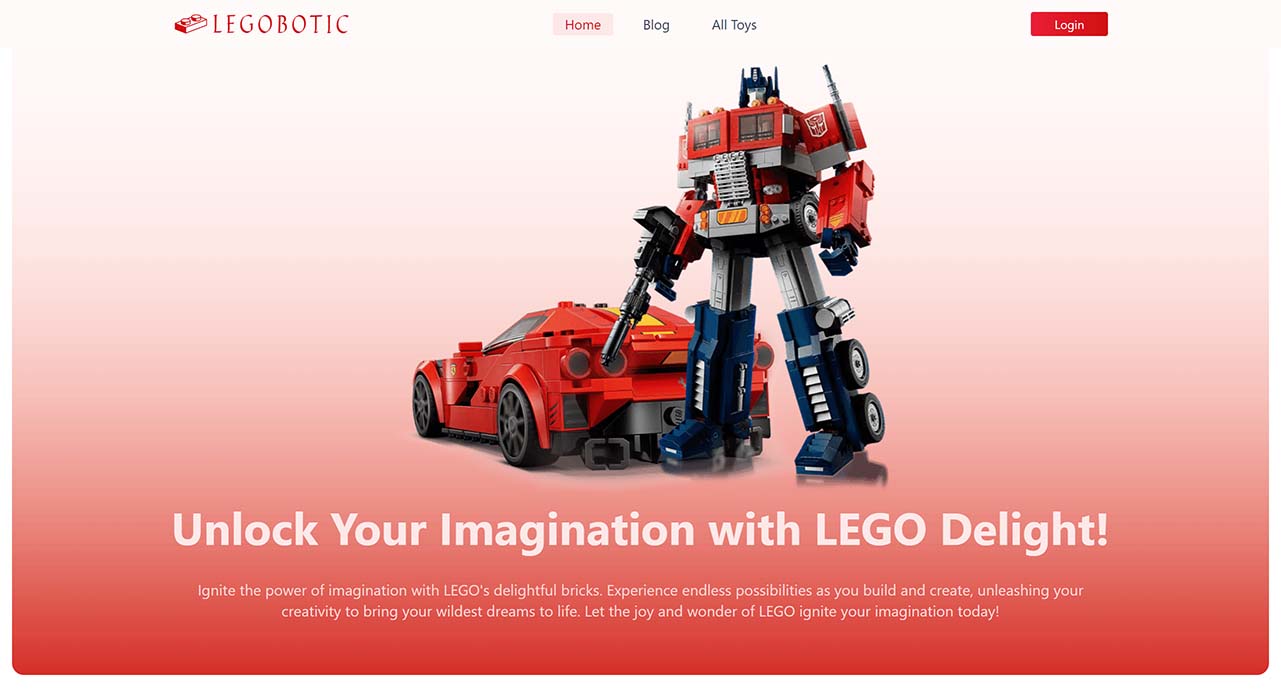 LEGOBOTIC
Home
Blog
All Toys
Login
Unlock Your Imagination with LEGO Delight!
Ignite the power of imagination with LEGO's delightful bricks. Experience endless possibilities as you build and create, unleashing your
creativity to bring your wildest dreams to life. Let the joy and wonder of LEGO ignite your imagination today!